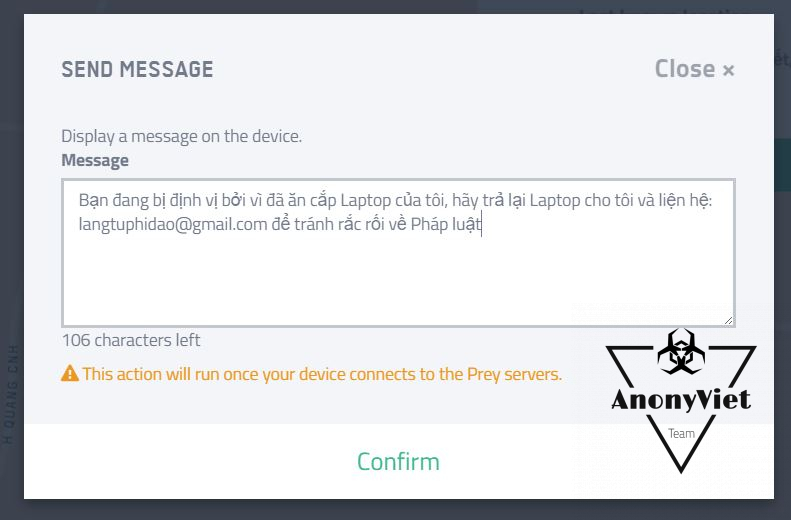 SEND MESSAGE
Close ×
Display a message on the device.
Message
Bạn đang bị định vị bởi vì đã ăn cắp Laptop của tôi, hãy trả lại Laptop cho tôi và liện hệ:
langtuphidao@gmail.com để tránh rắc rối về Pháp luật
106 characters left
This action will run once your device connects to the Prey servers.
H QUANG CNH
AnonyViet
Team
Confirm